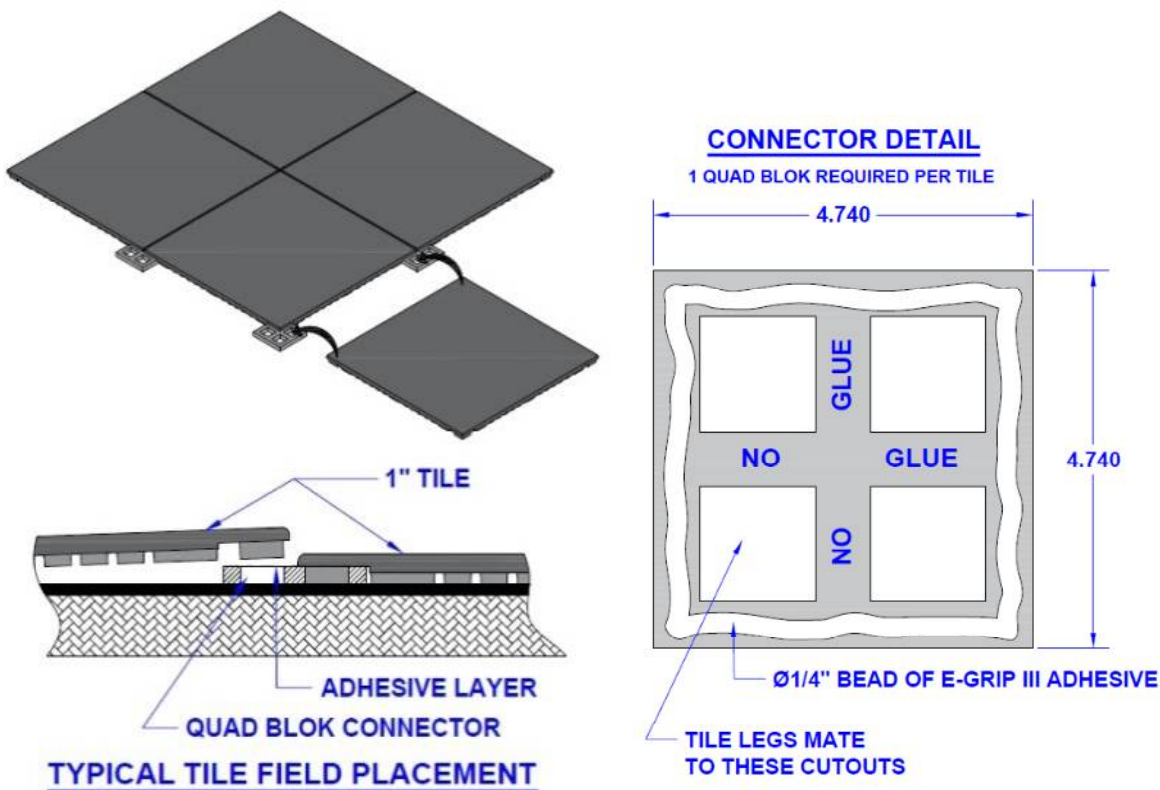 CONNECTOR DETAIL
1 QUAD BLOK REQUIRED PER TILE
4.740
GLUE
NO GLUE
NO
4.740
Ø1/4" BEAD OF E-GRIP III ADHESIVE
TILE LEGS MATE
TO THESE CUTOUTS
1" TILE
ADHESIVE LAYER
QUAD BLOK CONNECTOR
TYPICAL TILE FIELD PLACEMENT